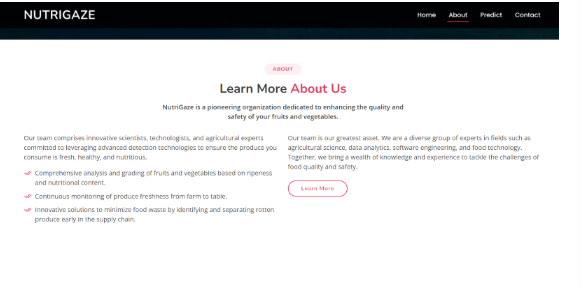 NUTRIGAZE
Home About Predict Contact
ABOUT
Learn More About Us
NutriGaze is a pioneering organization dedicated to enhancing the quality and
safety of your fruits and vegetables.
Our team comprises innovative scientists, technologists, and agricultural experts
committed to leveraging advanced detection technologies to ensure the produce you
consume is fresh, healthy, and nutritious.
Comprehensive analysis and grading of fruits and vegetables based on ripeness
and nutritional content.
Continuous monitoring of produce freshness from farm to table.
Innovative solutions to minimize food waste by identifying and separating rotten
produce early in the supply chain.
Our team is our greatest asset. We are a diverse group of experts in fields such as
agricultural science, data analytics, software engineering, and food technology.
Together, we bring a wealth of knowledge and experience to tackle the challenges of
food quality and safety.
Learn More